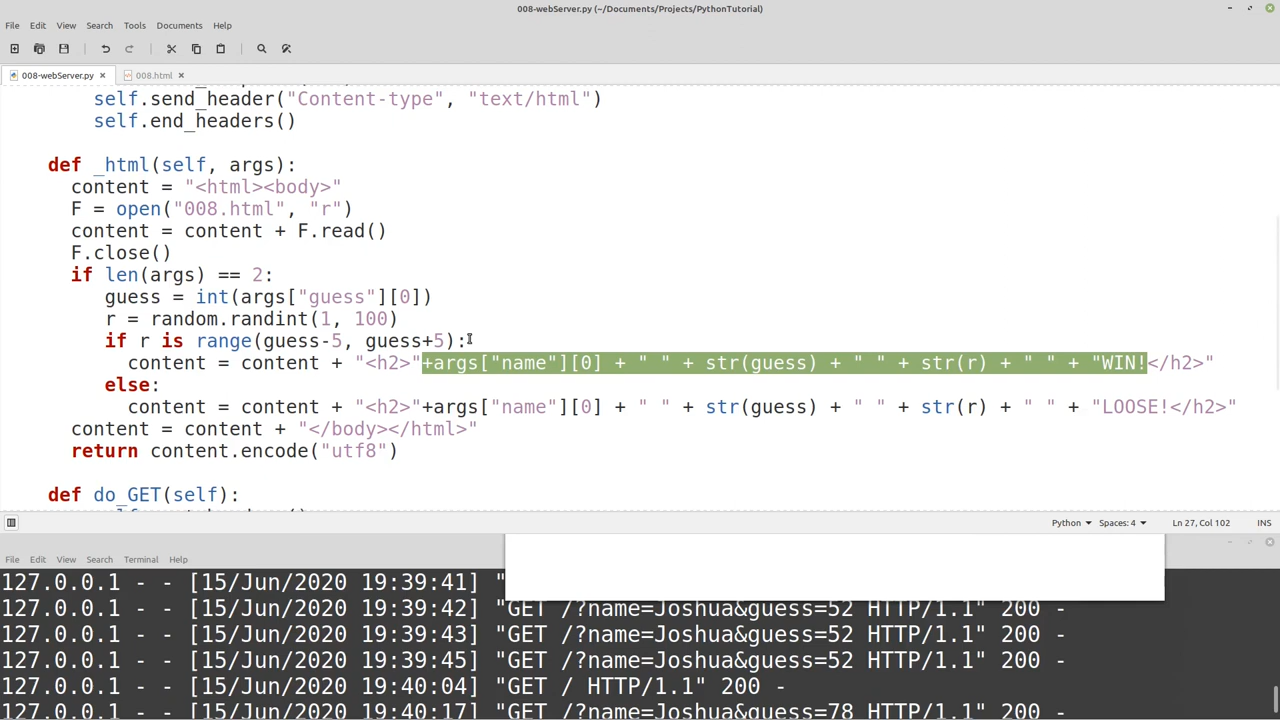 008-webServer.py (~/Documents/Projects/PythonTutorial)
File Edit View Search Tools Documents Help
008-webServer.py 008.html
self.send_header("Content-type", "text/html")
self.end_headers()
def _html(self, args):
content = "<html><body>"
F = open("008.html", "r")
content = content + F.read()
F.close()
if len(args) == 2:
guess = int(args["guess"][0])
r = random.randint(1, 100)
if r is range(guess-5, guess+5):
content = content + "<h2>"+args["name"][0] + " " + str(guess) + " " + str(r) + " " + "WIN!</h2>"
else:
content = content + "<h2>"+args["name"][0] + " " + str(guess) + " " + str(r) + " " + "LOOSE!</h2>"
content = content + "</body></html>"
return content.encode("utf8")
def do_GET(self):
Python Spaces: 4 Ln 27, Col 102 INS
File Edit View Search Terminal Help
127.0.0.1 - - [15/Jun/2020 19:39:41] "
127.0.0.1 - - [15/Jun/2020 19:39:42] "GET /?name=Joshua&guess=52 HTTP/1.1" 200 -
127.0.0.1 - - [15/Jun/2020 19:39:43] "GET /?name=Joshua&guess=52 HTTP/1.1" 200 -
127.0.0.1 - - [15/Jun/2020 19:39:45] "GET /?name=Joshua&guess=52 HTTP/1.1" 200 -
127.0.0.1 - - [15/Jun/2020 19:40:04] "GET / HTTP/1.1" 200 -
127.0.0.1 - - [15/Jun/2020 19:40:17] "GET /?name=Joshua&guess=78 HTTP/1.1" 200 -